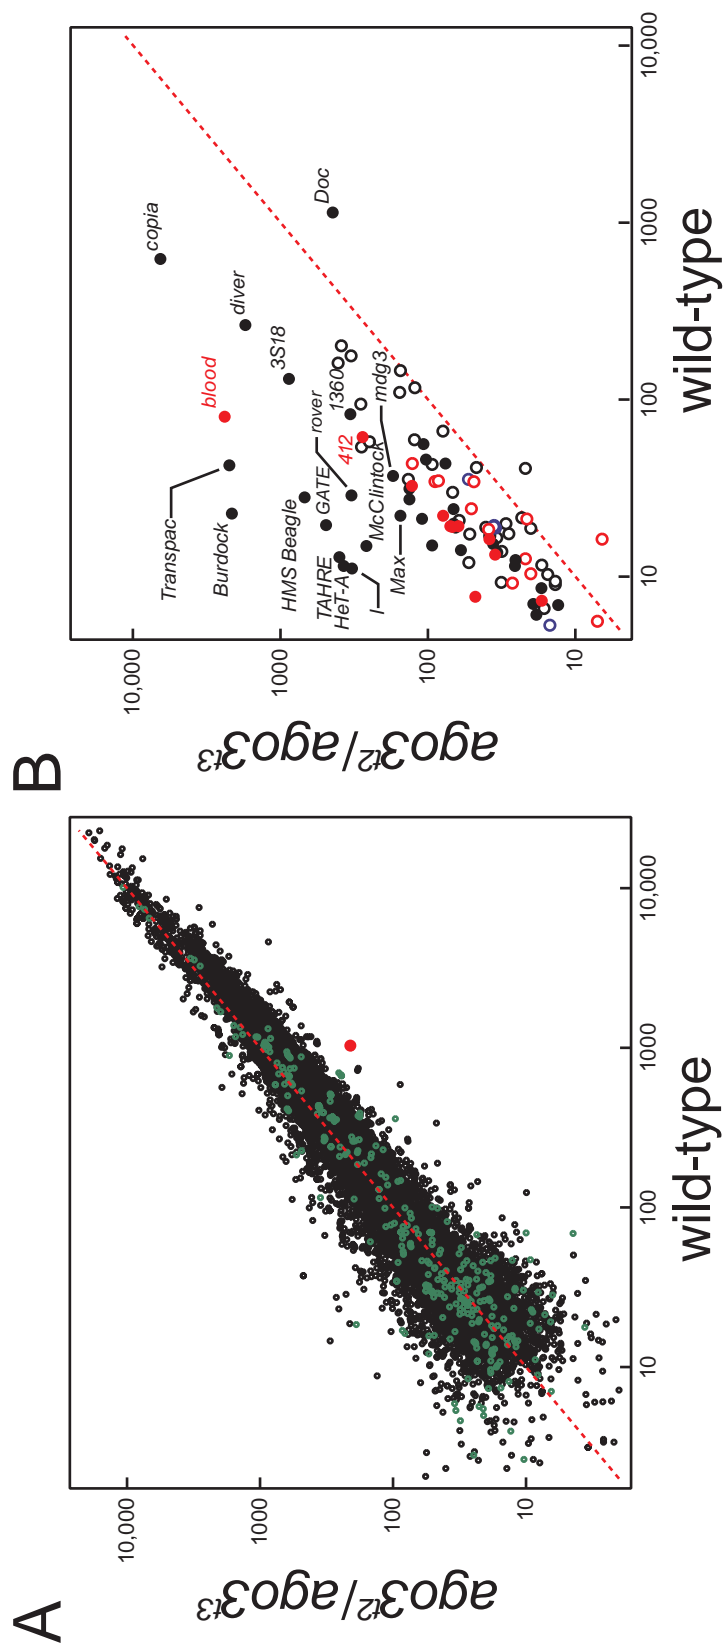 A
ago3t2/ago3t3
10,000
1000
100
10
10
100
1000
10,000
wild-type
B
ago3t2/ago3t3
10,000
1000
100
10
10
100
1000
10,000
wild-type
copia
Doc
diver
blood
3S18
Transpac
Burdock
HMS Beagle
GATE
rover
1360
412
mdg3
McClintock
TAHRE
HeT-A
I
Max